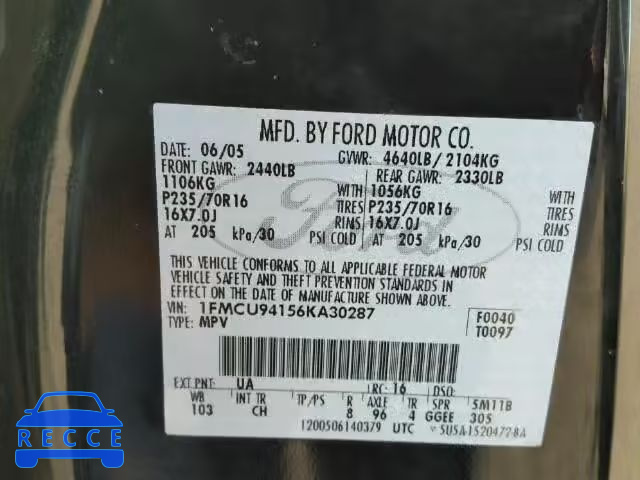 MFD. BY FORD MOTOR CO.
DATE: 06/05 GVWR: 4640LB/ 2104KG
FRONT GAWR: 2440LB REAR GAWR: 2330LB
1106KG WITH 1056KG WITH
P235/70R16 TIRES P235/70R16 TIRES
16X7.0J RIMS 16X7.0J RIMS
AT 205 kPa/30 PSI COLD AT 205 kPa/30 PSI COLD
Ford
THIS VEHICLE CONFORMS TO ALL APPLICABLE FEDERAL MOTOR
VEHICLE SAFETY AND THEFT PREVENTION STANDARDS IN
EFFECT ON THE DATE OF MANUFACTURE SHOWN ABOVE.
VIN: 1FMCU94156KA30287 F0040
TYPE: MPV T0097
EXT PNT: UA RC: 16 DSO:
WB INT TR TP/PS R AXLE TR SPR 5M11B
103 CH 8 96 4 GGEE 305
1200506140379 UTC
RECCE